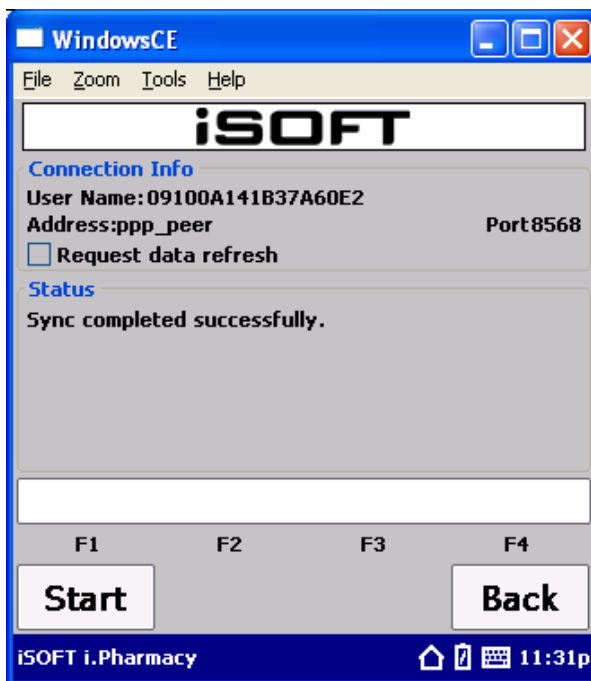 WindowsCE
File Zoom Tools Help
iSOFT
Connection Info
User Name:09100A141B37A60E2
Address:ppp_peer Port8568
Request data refresh
Status
Sync completed successfully.
F1 F2 F3 F4
Start Back
iSOFT i.Pharmacy 11:31p